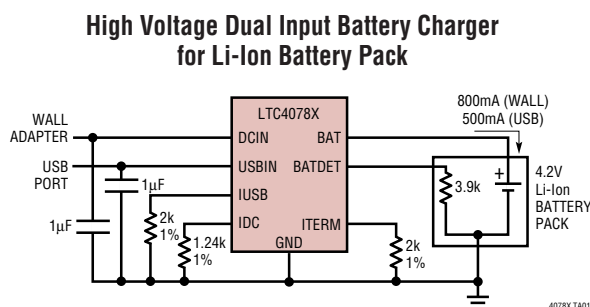 High Voltage Dual Input Battery Charger
for Li-Ion Battery Pack
800mA (WALL)
500mA (USB)
LTC4078X
WALL
ADAPTER
DCIN
BAT
USB
PORT
USBIN
BATDET
1µF
IUSB
+
3.9k
4.2V
Li-Ion
BATTERY
PACK
1µF
2k
1%
IDC
1.24k
1%
ITERM
GND
2k
1%
4078X TA01